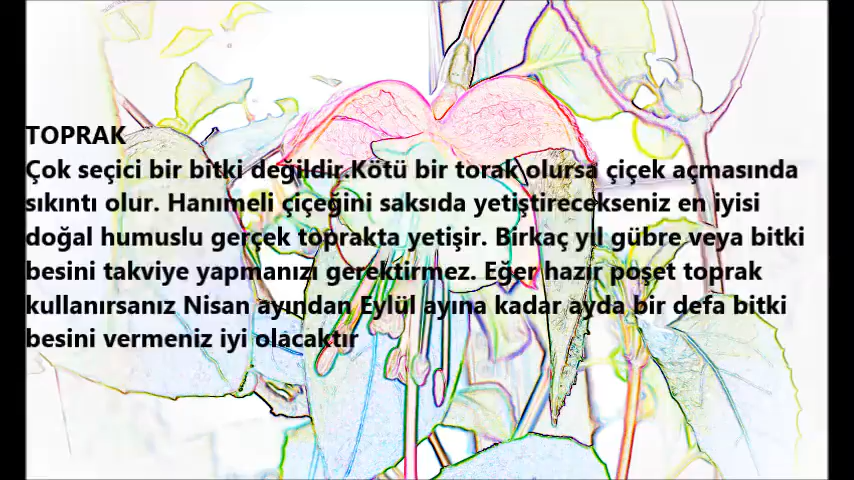 TOPRAK
Çok seçici bir bitki değildir.Kötü bir torak olursa çiçek açmasında
sıkıntı olur. Hanımeli çiçeğini saksıda yetiştirecekseniz en iyisi
doğal humuslu gerçek toprakta yetişir. Birkaç yıl gübre veya bitki
besini takviye yapmanızı gerektirmez. Eğer hazir poşet toprak
kullanırsanız Nisan ayından Eylül ayına kadar ayda bir defa bitki
besini vermeniz iyi olacaktır